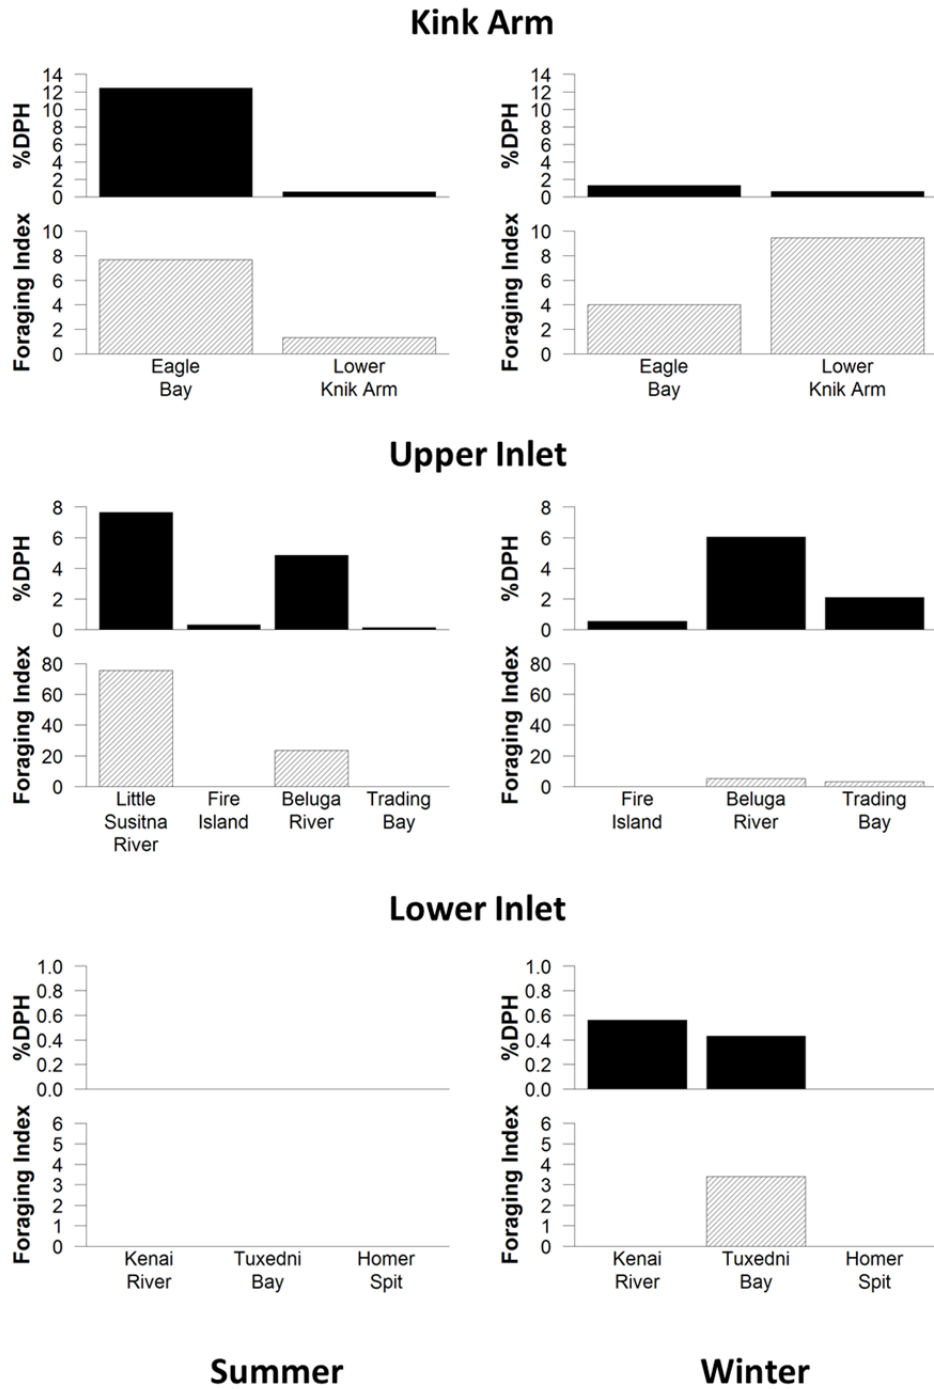 Kink Arm
%DPH
14
12
10
8
6
4
2
0
%DPH
14
12
10
8
6
4
2
0
Foraging Index
10
8
6
4
2
0
Eagle
Bay
Lower
Knik Arm
Foraging Index
10
8
6
4
2
0
Eagle
Bay
Lower
Knik Arm
Upper Inlet
%DPH
8
6
4
2
0
%DPH
8
6
4
2
0
Foraging Index
80
60
40
20
0
Little
Susitna
River
Fire
Island
Beluga
River
Trading
Bay
Foraging Index
80
60
40
20
0
Fire
Island
Beluga
River
Trading
Bay
Lower Inlet
%DPH
1.0
0.8
0.6
0.4
0.2
0.0
%DPH
1.0
0.8
0.6
0.4
0.2
0.0
Foraging Index
6
5
4
3
2
1
0
Kenai
River
Tuxedni
Bay
Homer
Spit
Foraging Index
6
5
4
3
2
1
0
Kenai
River
Tuxedni
Bay
Homer
Spit
Summer
Winter